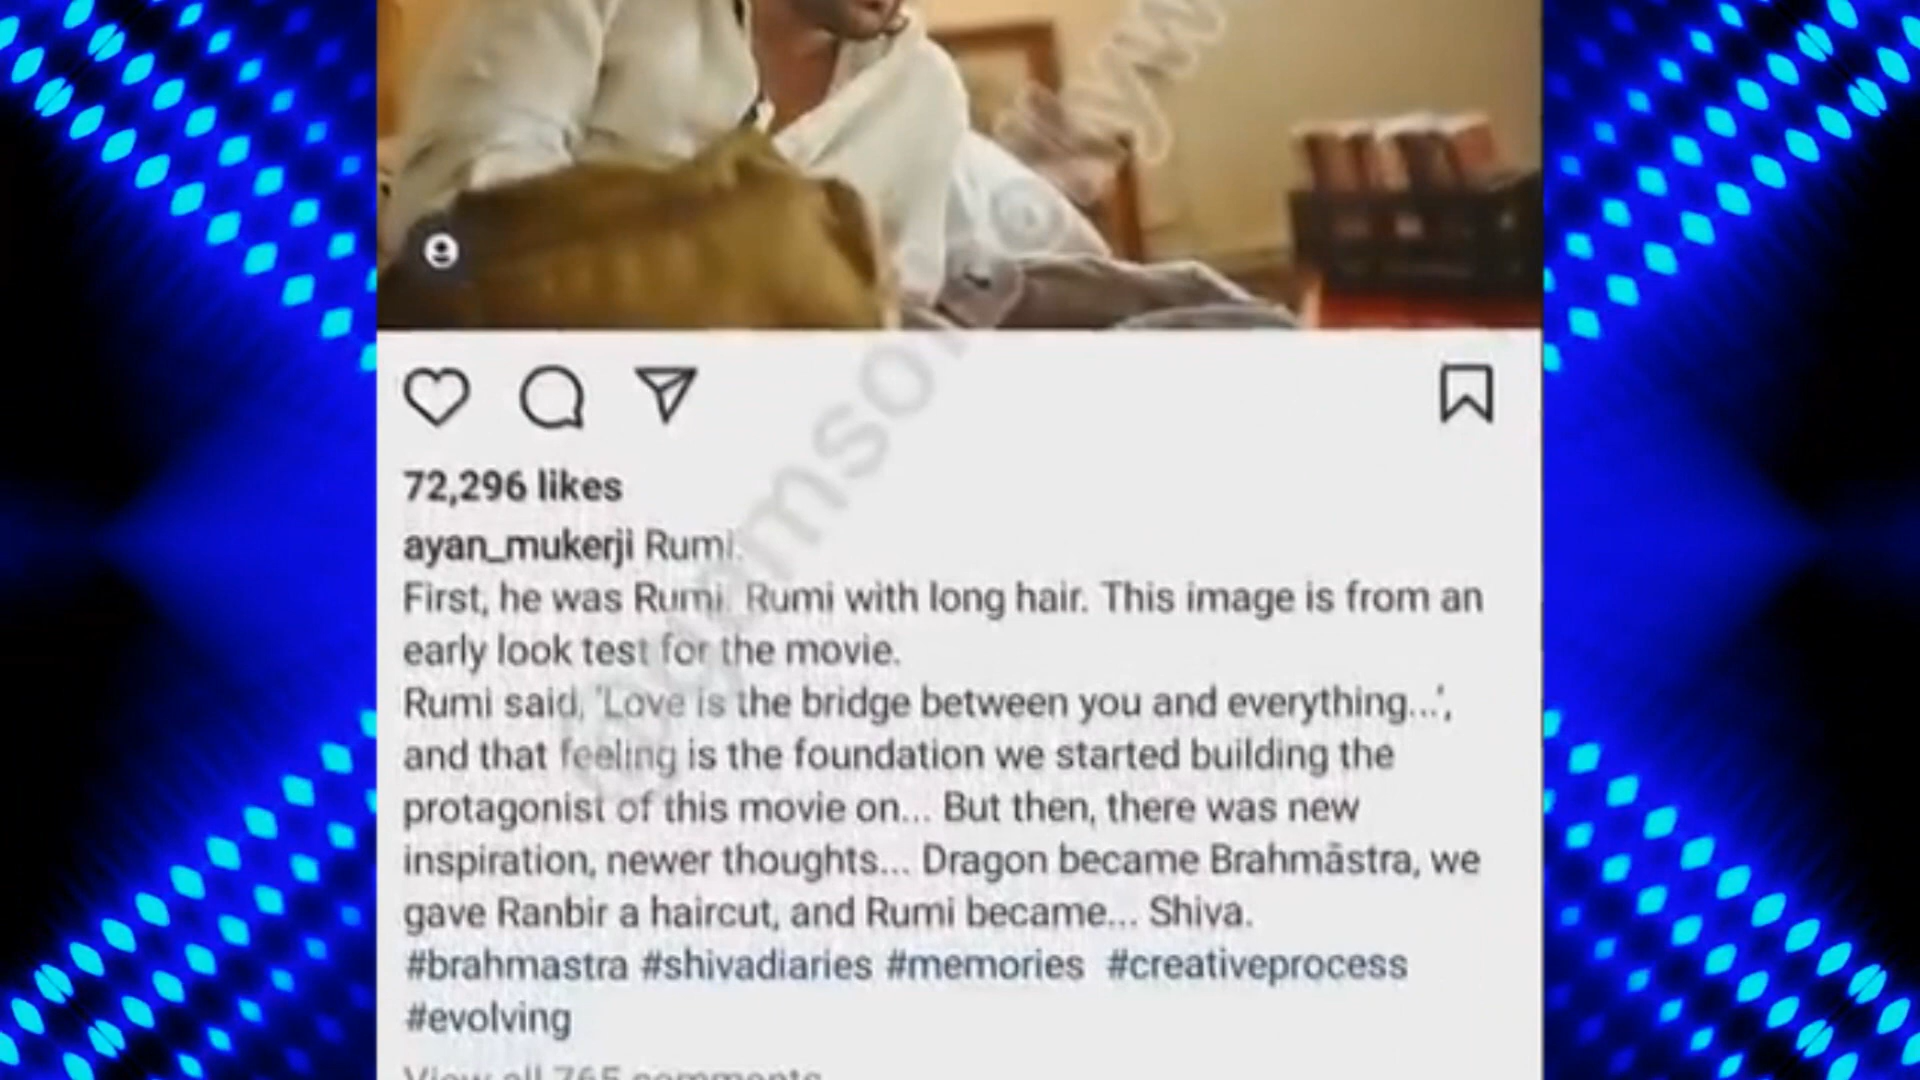 72,296 likes
ayan_mukerji Rumi.
First, he was Rumi. Rumi with long hair. This image is from an
early look test for the movie.
Rumi said, 'Love is the bridge between you and everything...',
and that feeling is the foundation we started building the
protagonist of this movie on... But then, there was new
inspiration, newer thoughts... Dragon became Brahmāstra, we
gave Ranbir a haircut, and Rumi became... Shiva.
#brahmastra #shivadiaries #memories #creativeprocess
#evolving
View all 765 comments